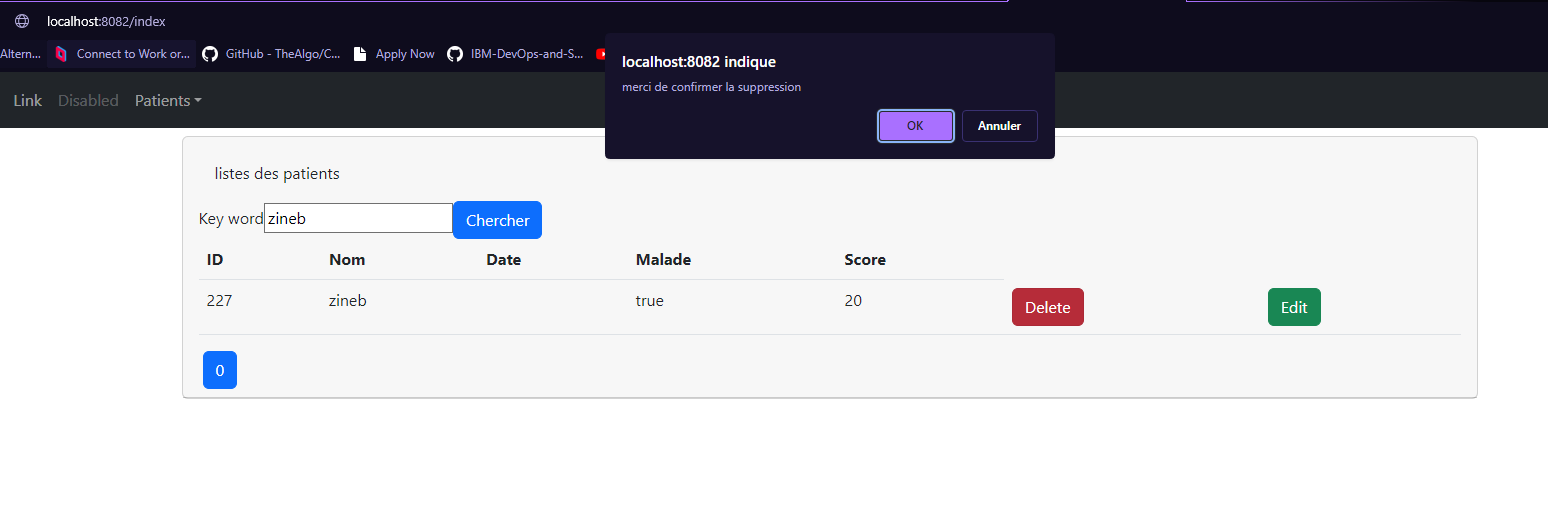 localhost:8082/index
Altern... Connect to Work or... GitHub - TheAlgo/C... Apply Now IBM-DevOps-and-S...
localhost:8082 indique
merci de confirmer la suppression
OK Annuler
Link Disabled Patients
listes des patients
Key word zineb Chercher
ID Nom Date Malade Score
227 zineb true 20 Delete Edit
0